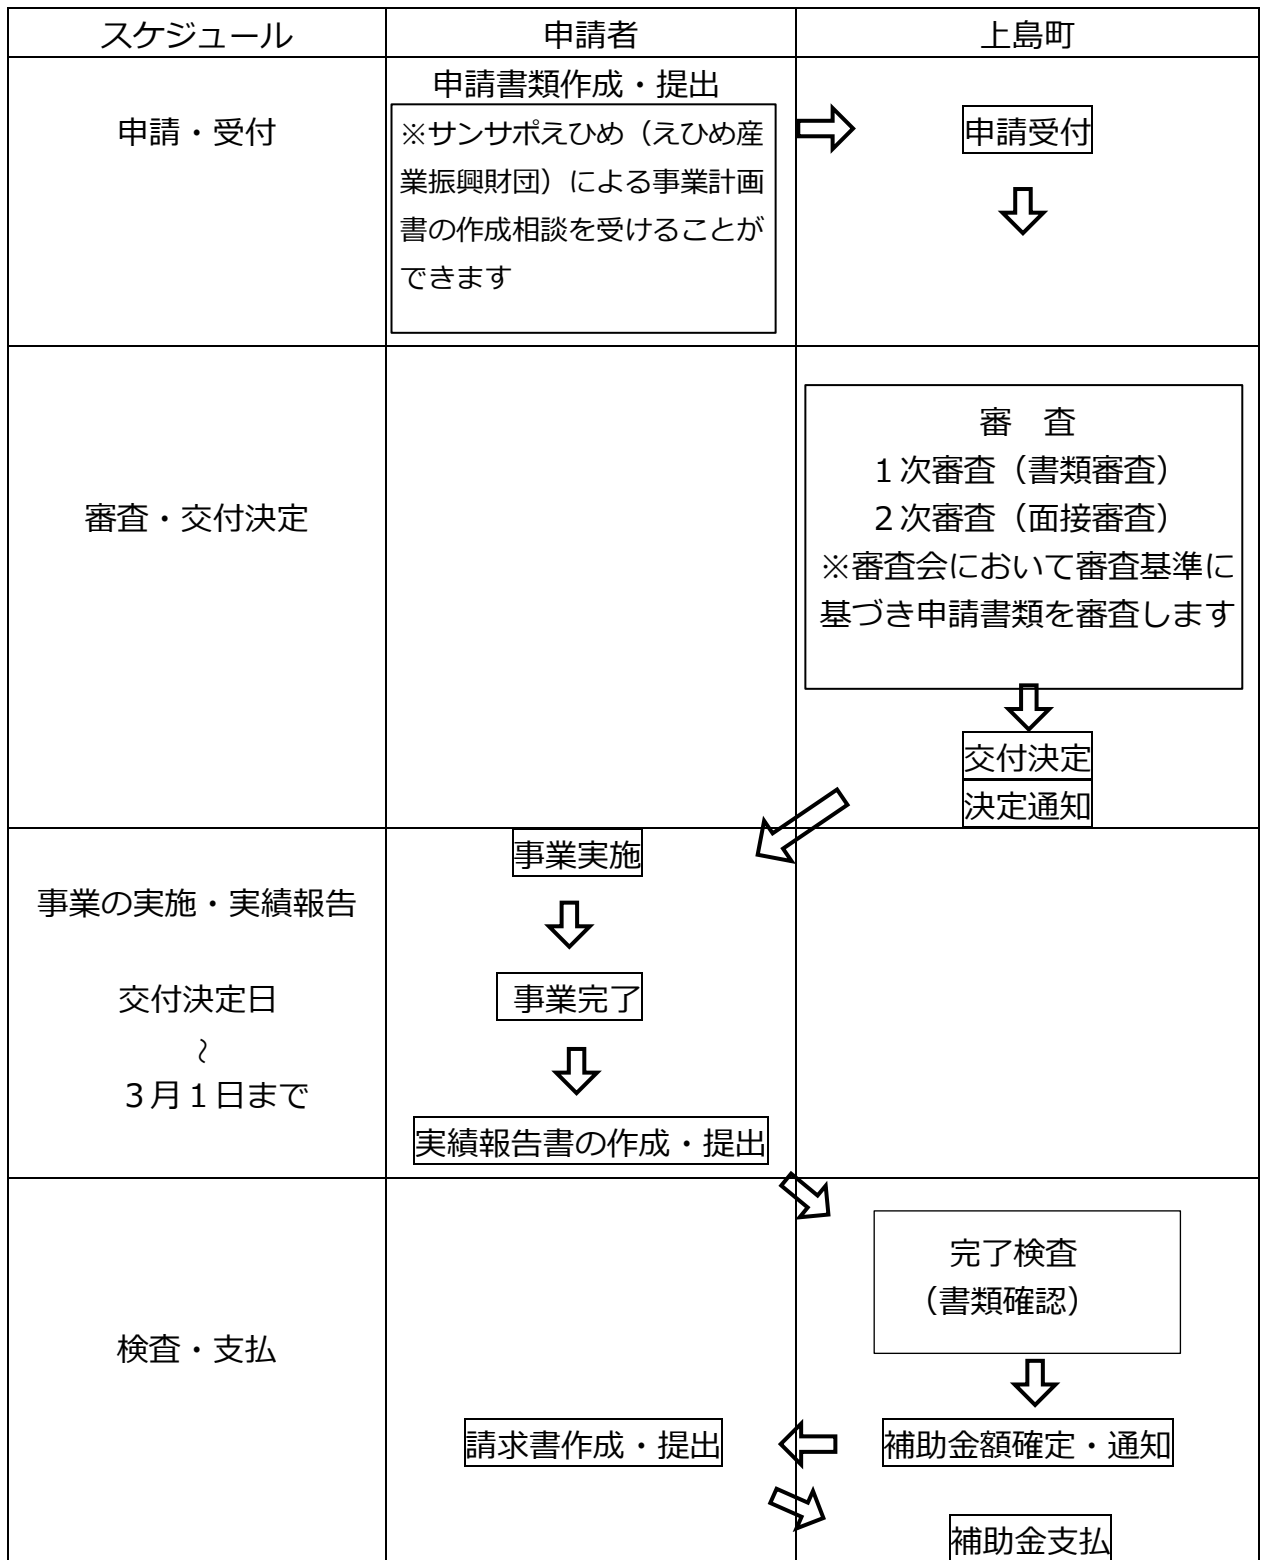 スケジュール
申請者
上島町
申請・受付
申請書類作成・提出
※サンサポえひめ（えひめ産
業振興財団）による事業計画
書の作成相談を受けることが
できます
申請受付
審査・交付決定
審　査
１次審査（書類審査）
２次審査（面接審査）
※審査会において審査基準に
基づき申請書類を審査します
交付決定
決定通知
事業の実施・実績報告
交付決定日
～
３月１日まで
事業実施
事業完了
実績報告書の作成・提出
検査・支払
完了検査
（書類確認）
補助金額確定・通知
請求書作成・提出
補助金支払